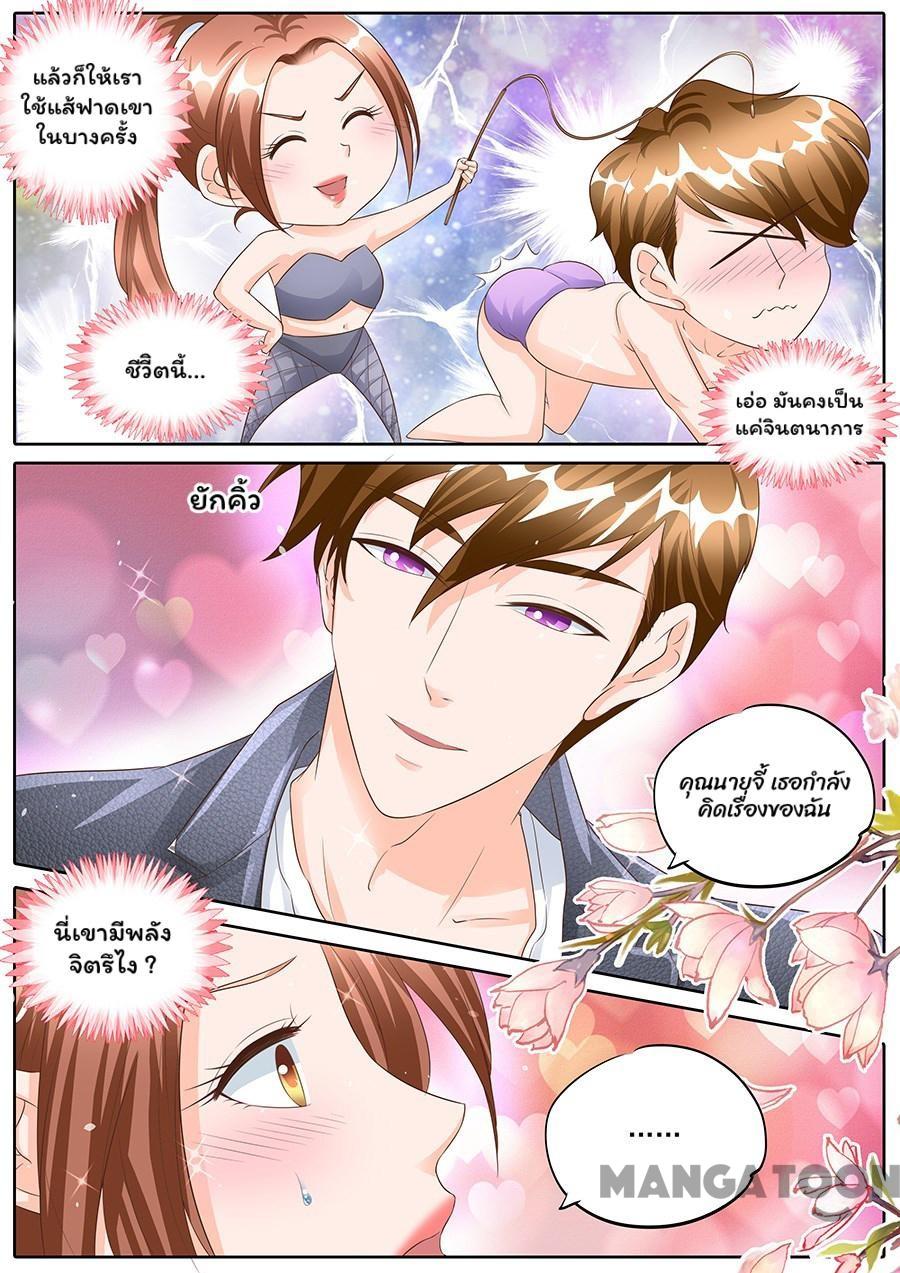 แล้วก็ให้เรา
ใช้แส้ฟาดเขา
ในบางครั้ง
ชีวิตนี้...
เอ่อ มันคงเป็น
แค่จินตนาการ
ยักคิ้ว
คุณนายจี้ เธอกำลัง
คิดเรื่องของฉัน
นี่เขามีพลัง
จิตรึไง ?
......
MANGATOON